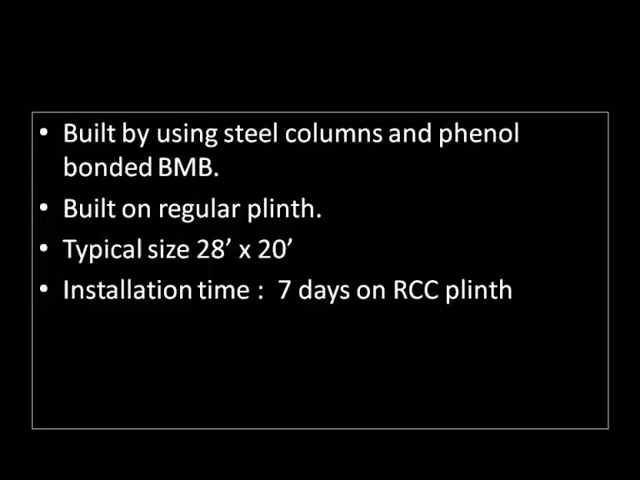 • Built by using steel columns and phenol
bonded BMB.
• Built on regular plinth.
• Typical size 28’ x 20’
• Installation time :  7 days on RCC plinth